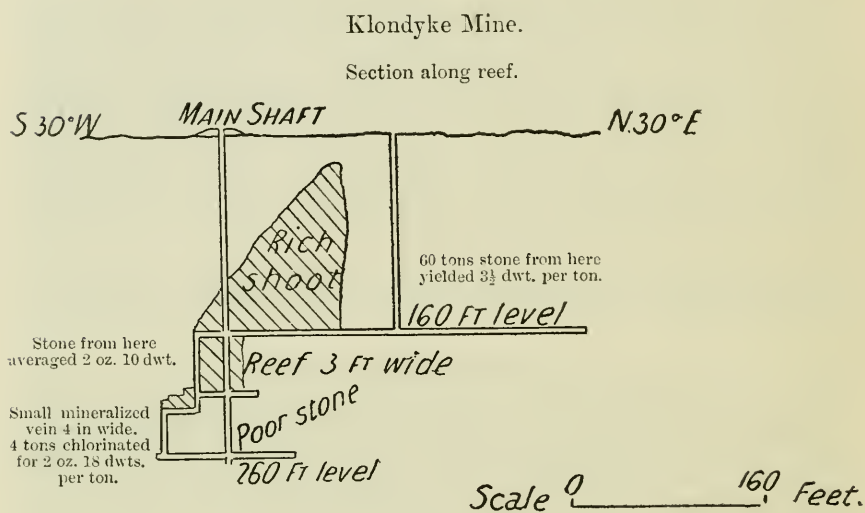 Klondyke Mine.
Section along reef.
S 30°W
MAIN SHAFT
N.30°E
Rich
shoot
60 tons stone from here
yielded 3½ dwt. per ton.
160 FT level
Stone from here
averaged 2 oz. 10 dwt.
Reef 3 FT wide
Small mineralized
vein 4 in wide.
4 tons chlorinated
for 2 oz. 18 dwts.
per ton.
Poor stone
260 FT level
Scale 0 160 Feet.